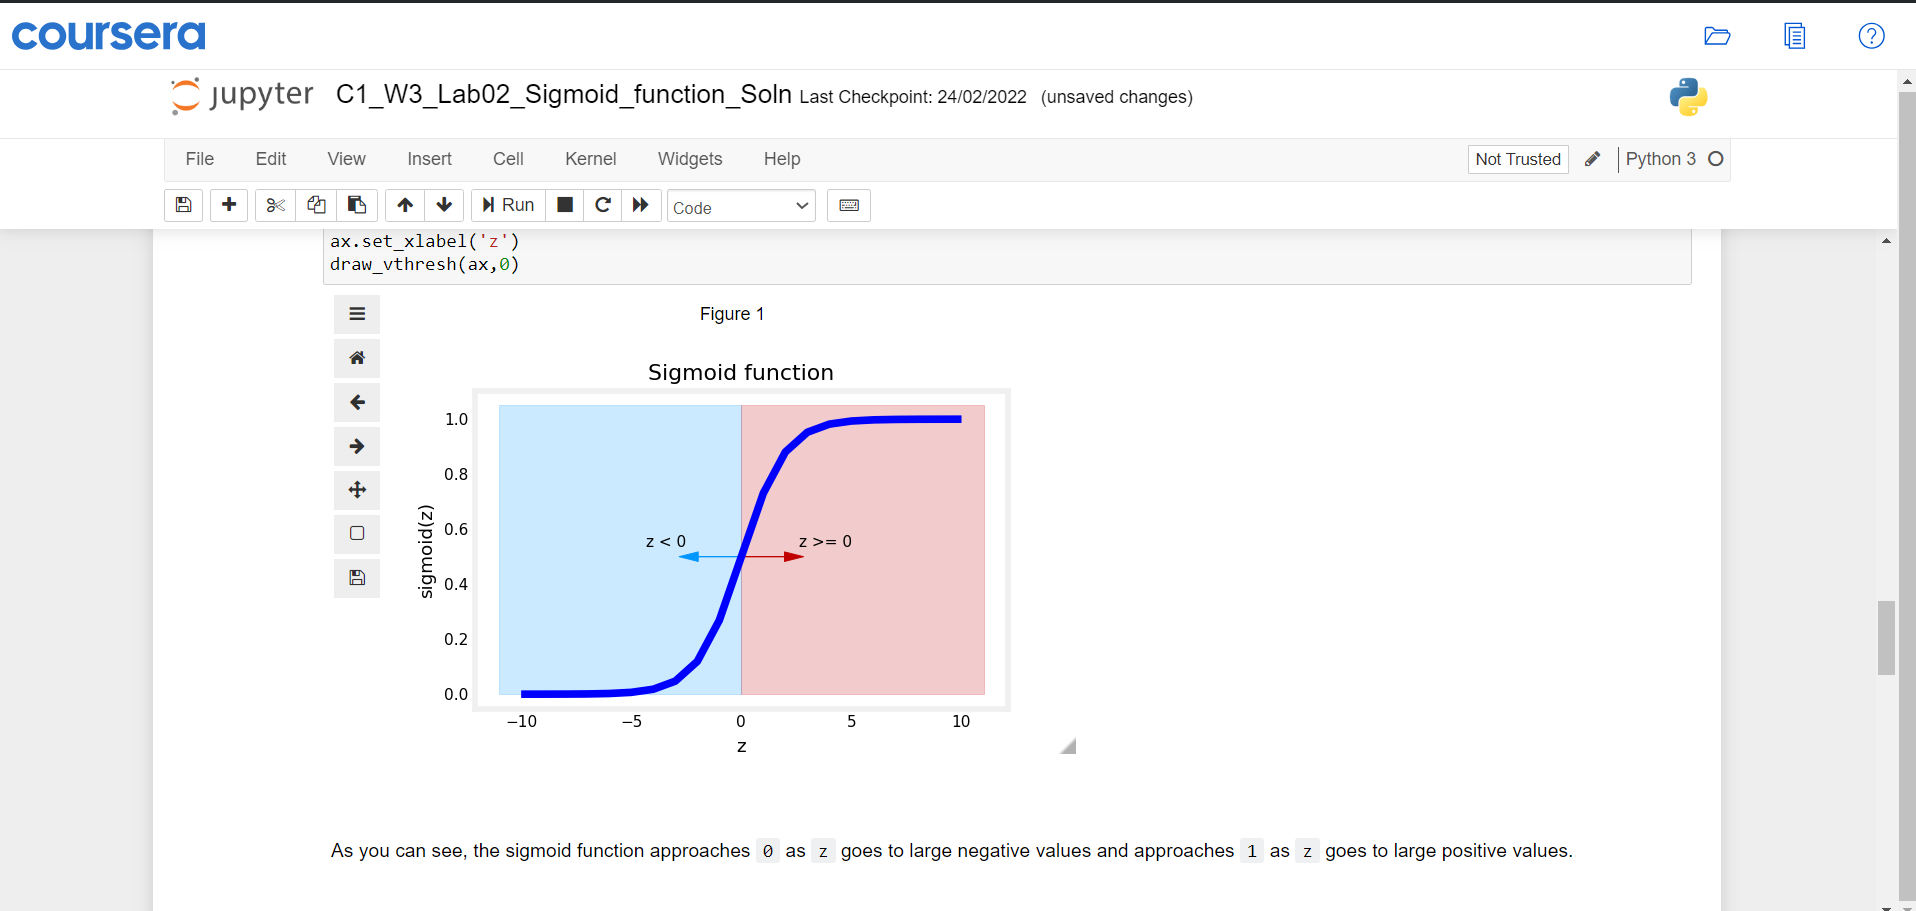 coursera
jupyter C1_W3_Lab02_Sigmoid_function_Soln Last Checkpoint: 24/02/2022 (unsaved changes)
File Edit View Insert Cell Kernel Widgets Help Not Trusted Python 3
Run Code
ax.set_xlabel('z')
draw_vthresh(ax,0)
Figure 1
Sigmoid function
1.0
0.8
0.6
0.4
0.2
0.0
sigmoid(z)
z < 0 z >= 0
−10 −5 0 5 10
z
As you can see, the sigmoid function approaches 0 as z goes to large negative values and approaches 1 as z goes to large positive values.